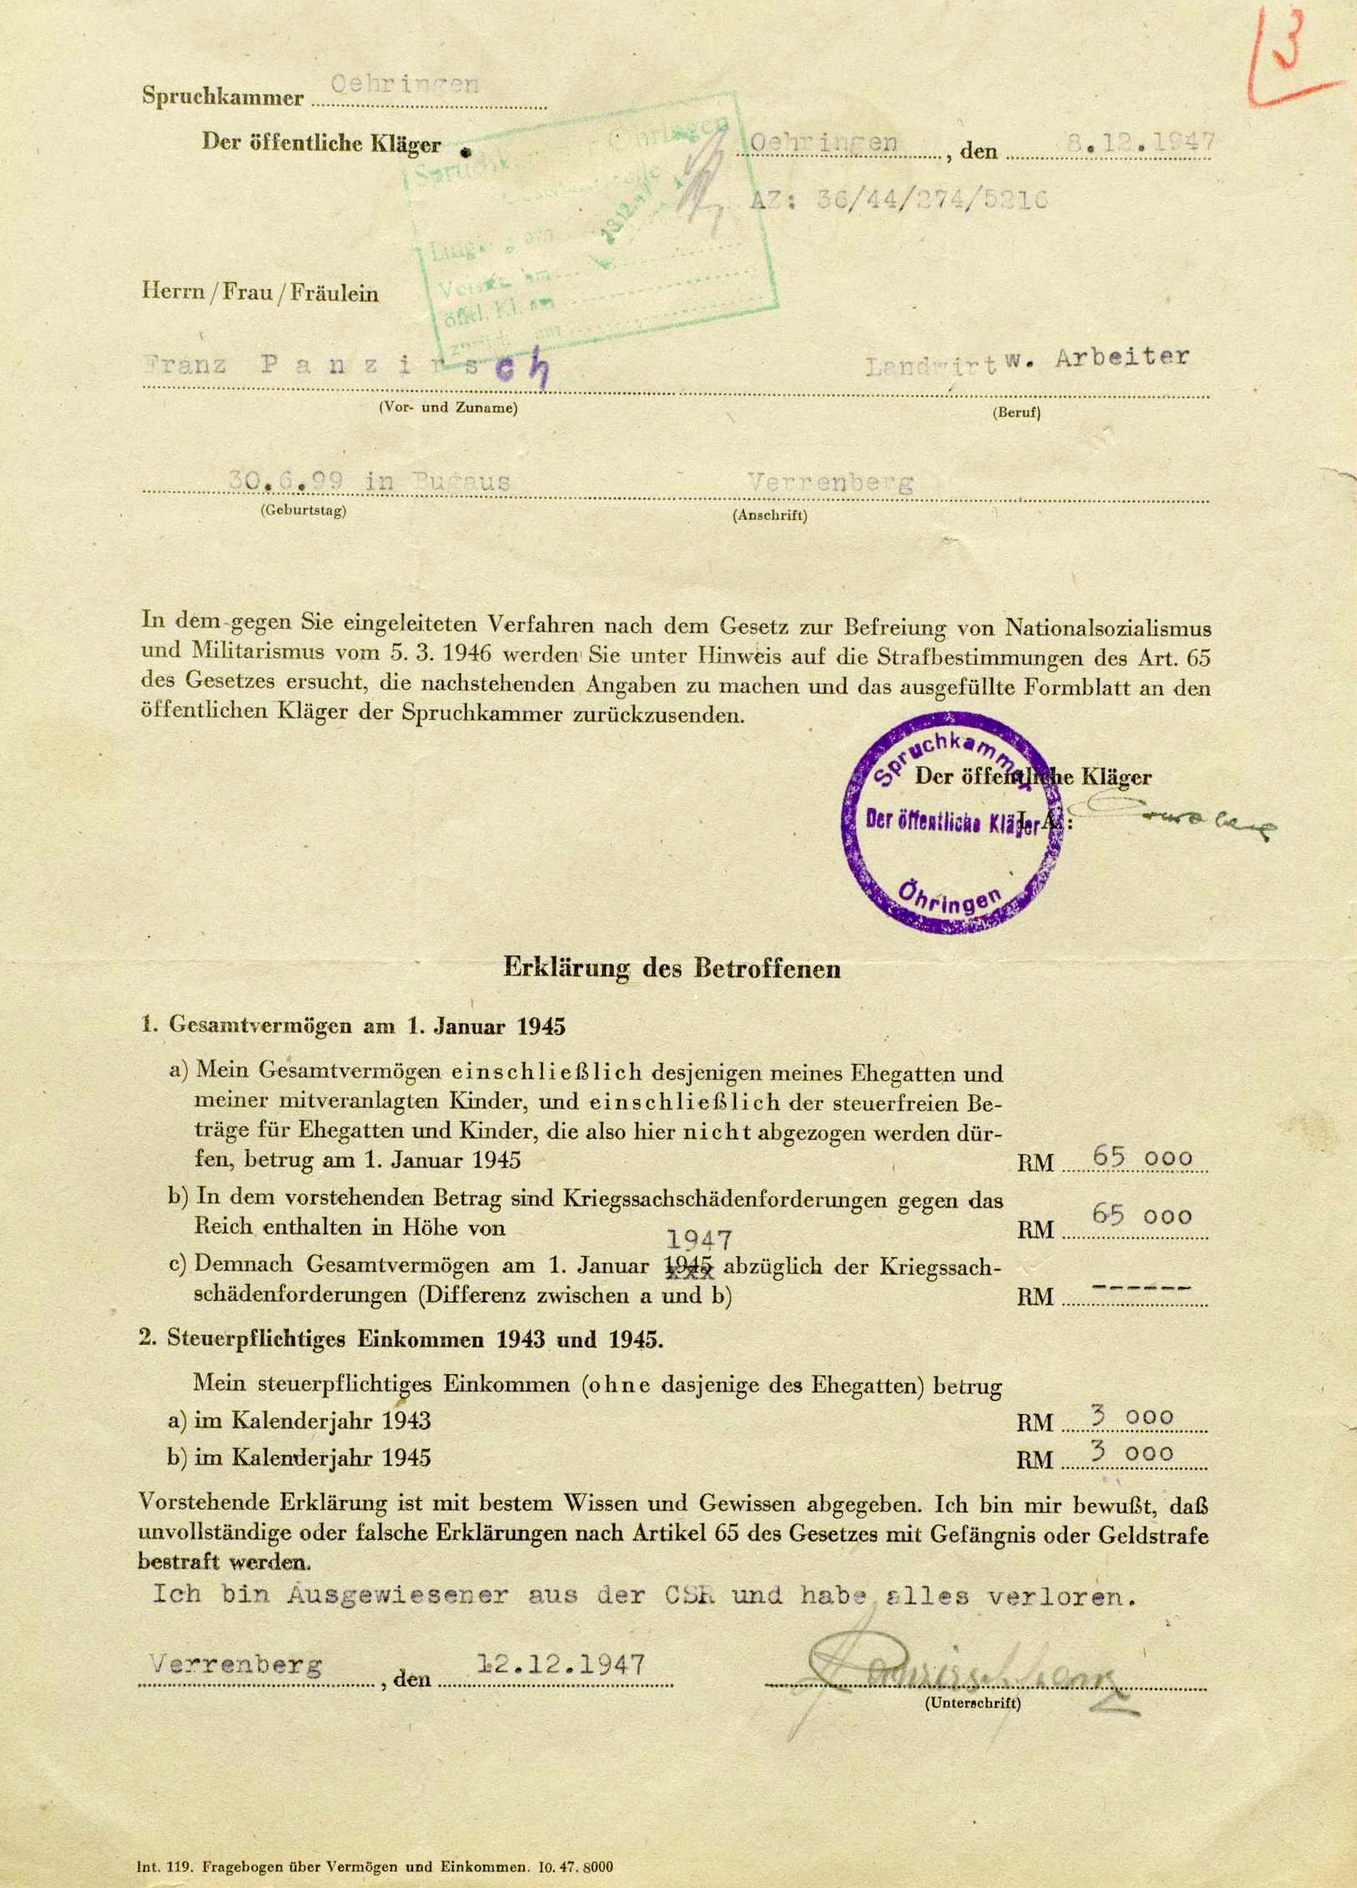 3
Spruchkammer Oehringen
Der öffentliche Kläger
Spruchkammer Öhringen
Oehringen, den 8.12.1947
AZ: 36/44/274/5216
Eingang am
öfftl. Kl. am
Herrn/Frau/Fräulein
Franz Panzirsch Landwirt w. Arbeiter
(Vor- und Zuname) (Beruf)
30.6.99 in Bugaus Verrenberg
(Geburtstag) (Anschrift)
In dem gegen Sie eingeleiteten Verfahren nach dem Gesetz zur Befreiung von Nationalsozialismus
und Militarismus vom 5. 3. 1946 werden Sie unter Hinweis auf die Strafbestimmungen des Art. 65
des Gesetzes ersucht, die nachstehenden Angaben zu machen und das ausgefüllte Formblatt an den
öffentlichen Kläger der Spruchkammer zurückzusenden.
Spruchkammer
Der öffentliche Kläger
Der öffentliche Kläger
I. A.:
Öhringen
Erklärung des Betroffenen
1. Gesamtvermögen am 1. Januar 1945
a) Mein Gesamtvermögen einschließlich desjenigen meines Ehegatten und
meiner mitveranlagten Kinder, und einschließlich der steuerfreien Be-
träge für Ehegatten und Kinder, die also hier nicht abgezogen werden dür-
fen, betrug am 1. Januar 1945 RM 65 000
b) In dem vorstehenden Betrag sind Kriegssachschädenforderungen gegen das
Reich enthalten in Höhe von RM 65 000
1947
c) Demnach Gesamtvermögen am 1. Januar 1945 abzüglich der Kriegssach-
schädenforderungen (Differenz zwischen a und b) RM ------
2. Steuerpflichtiges Einkommen 1943 und 1945.
Mein steuerpflichtiges Einkommen (ohne dasjenige des Ehegatten) betrug
a) im Kalenderjahr 1943 RM 3 000
b) im Kalenderjahr 1945 RM 3 000
Vorstehende Erklärung ist mit bestem Wissen und Gewissen abgegeben. Ich bin mir bewußt, daß
unvollständige oder falsche Erklärungen nach Artikel 65 des Gesetzes mit Gefängnis oder Geldstrafe
bestraft werden.
Ich bin Ausgewiesener aus der CSR und habe alles verloren.
Verrenberg, den 12.12.1947 Panzirsch Franz
(Unterschrift)
Int. 119. Fragebogen über Vermögen und Einkommen. 10. 47. 8000